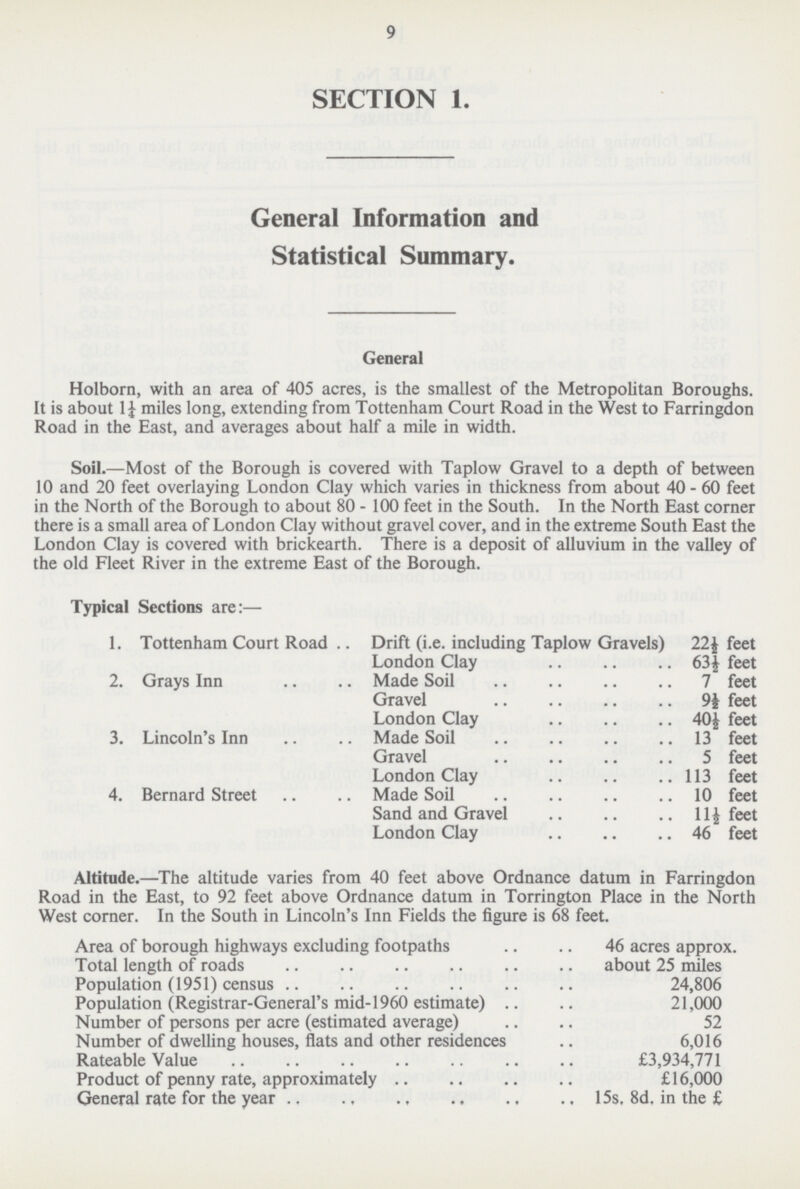 9
SECTION 1.
General Information and
Statistical Summary.
General
Holborn, with an area of 405 acres, is the smallest of the Metropolitan Boroughs.
It is about 1¼ miles long, extending from Tottenham Court Road in the West to Farringdon
Road in the East, and averages about half a mile in width.
Soil.—Most of the Borough is covered with Taplow Gravel to a depth of between
10 and 20 feet overlaying London Clay which varies in thickness from about 40 - 60 feet
in the North of the Borough to about 80 - 100 feet in the South. In the North East corner
there is a small area of London Clay without gravel cover, and in the extreme South East the
London Clay is covered with brickearth. There is a deposit of alluvium in the valley of
the old Fleet River in the extreme East of the Borough.
Typical Sections are:—
1. Tottenham Court Road .. Drift (i.e. including Taplow Gravels) 22½ feet
London Clay .. .. .. 63½ feet
2. Grays Inn .. .. Made Soil .. .. .. .. 7 feet
Gravel .. .. .. .. 9½ feet
London Clay .. .. .. 40½ feet
3. Lincoln's Inn .. .. Made Soil .. .. .. .. 13 feet
Gravel .. .. .. .. 5 feet
London Clay .. .. .. 113 feet
4. Bernard Street .. .. Made Soil .. .. .. .. 10 feet
Sand and Gravel .. .. .. 11½ feet
London Clay .. .. .. 46 feet
Altitude.—The altitude varies from 40 feet above Ordnance datum in Farringdon
Road in the East, to 92 feet above Ordnance datum in Torrington Place in the North
West corner. In the South in Lincoln's Inn Fields the figure is 68 feet.
Area of borough highways excluding footpaths .. .. 46 acres approx.
Total length of roads .. .. .. .. .. .. about 25 miles
Population (1951) census .. .. .. .. .. .. 24,806
Population (Registrar-General's mid-1960 estimate) .. .. 21,000
Number of persons per acre (estimated average) .. .. 52
Number of dwelling houses, flats and other residences .. 6,016
Rateable Value .. .. .. .. .. .. .. £3,934,771
Product of penny rate, approximately .. .. .. .. £16,000
General rate for the year .. .. .. .. .. .. 15s. 8d. in the £